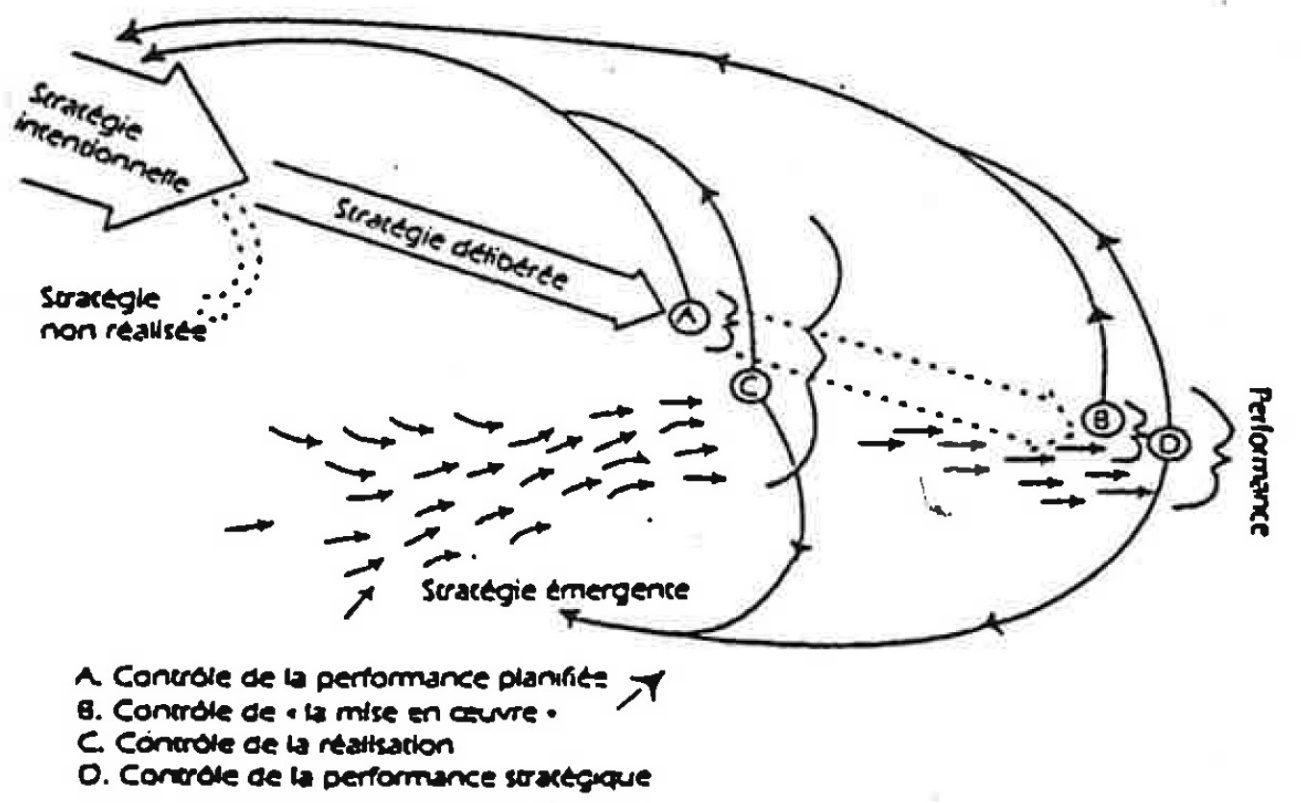 Stratégie
intentionnelle
Stratégie délibérée
Stratégie
non réalisée
A
C
B
D
Performance
Stratégie émergence
A. Contrôle de la performance planifiée
B. Contrôle de « la mise en œuvre »
C. Contrôle de la réalisation
D. Contrôle de la performance stratégique